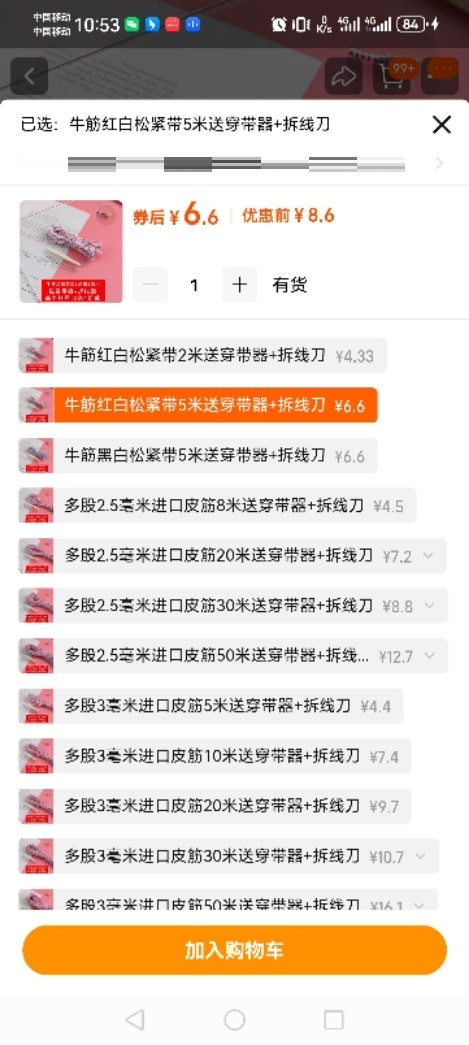 中国移动
中国移动
10:53
0
K/s
4G
4G
84
99+
已选：牛筋红白松紧带5米送穿带器+拆线刀
券后¥6.6
优惠前¥8.6
1
有货
牛筋红白松紧带2米送穿带器+拆线刀 ¥4.33
牛筋红白松紧带5米送穿带器+拆线刀 ¥6.6
牛筋黑白松紧带5米送穿带器+拆线刀 ¥6.6
多股2.5毫米进口皮筋8米送穿带器+拆线刀 ¥4.5
多股2.5毫米进口皮筋20米送穿带器+拆线刀 ¥7.2
多股2.5毫米进口皮筋30米送穿带器+拆线刀 ¥8.8
多股2.5毫米进口皮筋50米送穿带器+拆线... ¥12.7
多股3毫米进口皮筋5米送穿带器+拆线刀 ¥4.4
多股3毫米进口皮筋10米送穿带器+拆线刀 ¥7.4
多股3毫米进口皮筋20米送穿带器+拆线刀 ¥9.7
多股3毫米进口皮筋30米送穿带器+拆线刀 ¥10.7
多股3毫米进口皮筋50米送穿带器+拆线刀 ¥16.1
加入购物车